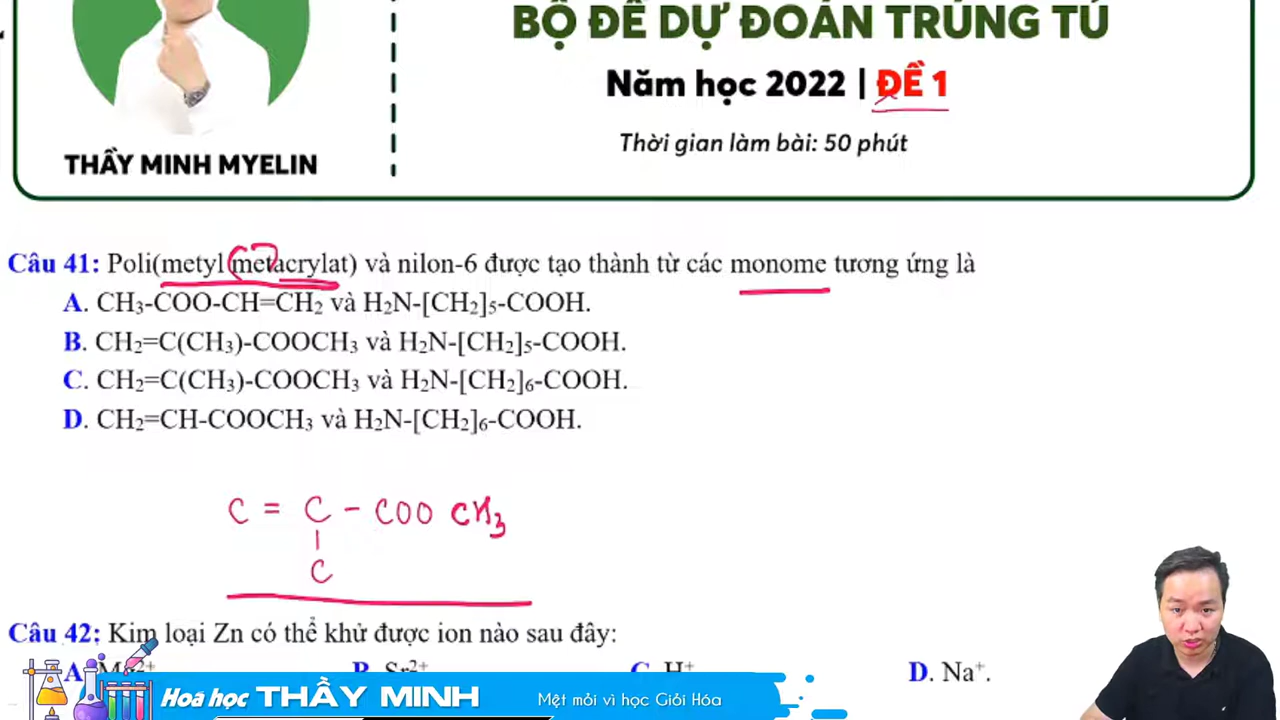 BỘ ĐỀ DỰ ĐOÁN TRÚNG TỦ
Năm học 2022 | ĐỀ 1
Thời gian làm bài: 50 phút
THẦY MINH MYELIN
Câu 41: Poli(metyl metacrylat) và nilon-6 được tạo thành từ các monome tương ứng là
A. CH₃-COO-CH=CH₂ và H₂N-[CH₂]₅-COOH.
B. CH₂=C(CH₃)-COOCH₃ và H₂N-[CH₂]₅-COOH.
C. CH₂=C(CH₃)-COOCH₃ và H₂N-[CH₂]₆-COOH.
D. CH₂=CH-COOCH₃ và H₂N-[CH₂]₆-COOH.
C = C - COO CH₃
C
Câu 42: Kim loại Zn có thể khử được ion nào sau đây:
A. Mg²⁺ B. Sr²⁺ C. H⁺ D. Na⁺.
Hoá học THẦY MINH Mệt mỏi vì học Giỏi Hóa